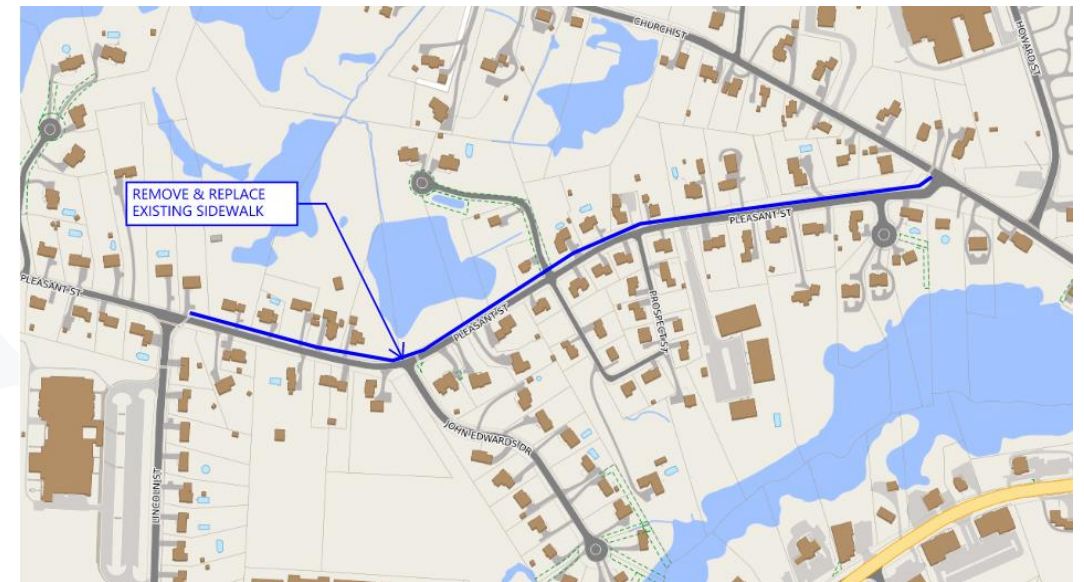 CHURCH ST
HOWARD ST
REMOVE & REPLACE
EXISTING SIDEWALK
PLEASANT ST
PLEASANT ST
PLEASANT ST
PROSPECT ST
JOHN EDWARDS DR
LINCOLN ST